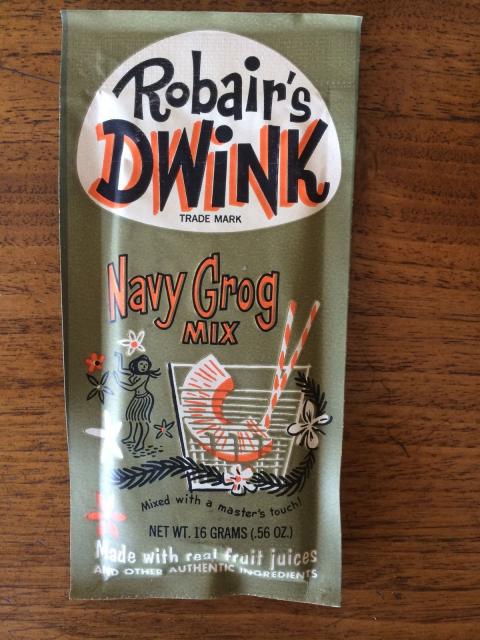 Robair's
DWiNK
TRADE MARK
Navy Grog
MIX
Mixed with a master's touch!
NET WT. 16 GRAMS (.56 OZ.)
Made with real fruit juices
AND OTHER AUTHENTIC INGREDIENTS